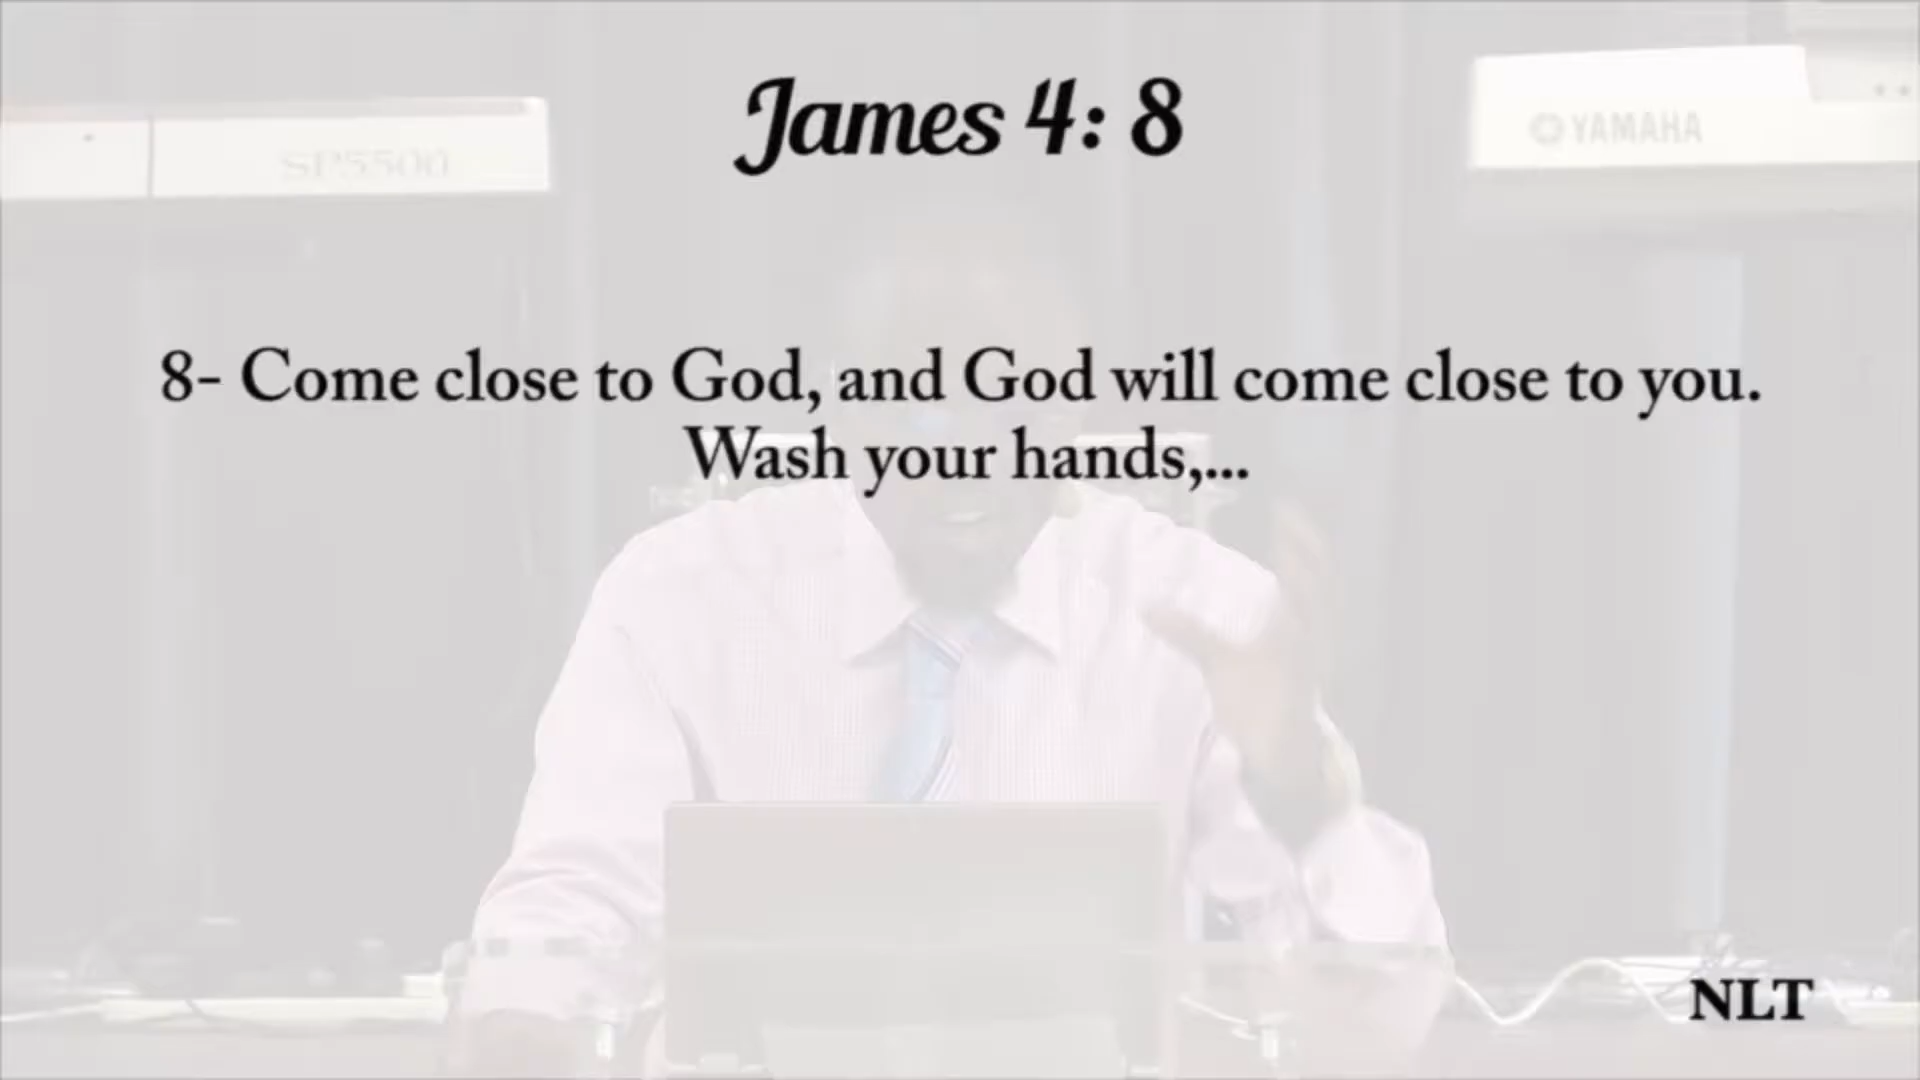 James 4: 8
SP5500
YAMAHA
8- Come close to God, and God will come close to you.
Wash your hands,...
NLT